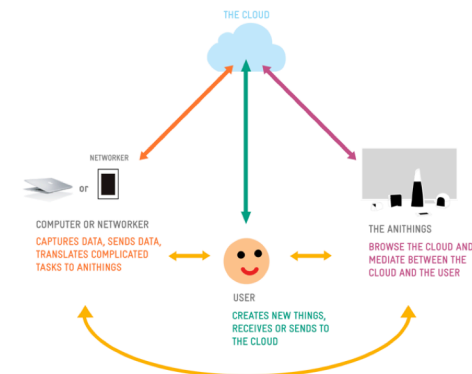 THE CLOUD
NETWORKER
or
COMPUTER OR NETWORKER
CAPTURES DATA, SENDS DATA,
TRANSLATES COMPLICATED
TASKS TO ANITHINGS
USER
CREATES NEW THINGS,
RECEIVES OR SENDS TO
THE CLOUD
THE ANITHINGS
BROWSE THE CLOUD AND
MEDIATE BETWEEN THE
CLOUD AND THE USER